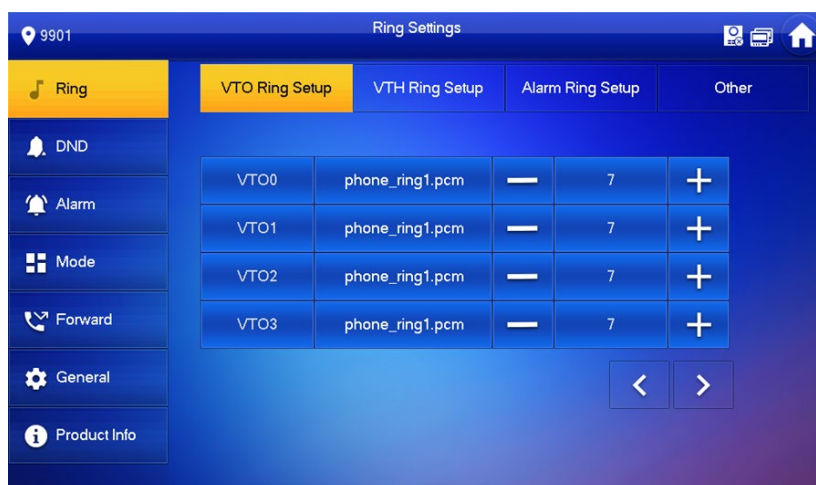 9901
Ring Settings
Ring
VTO Ring Setup
VTH Ring Setup
Alarm Ring Setup
Other
DND
Alarm
Mode
Forward
General
Product Info
VTO0 phone_ring1.pcm 7
VTO1 phone_ring1.pcm 7
VTO2 phone_ring1.pcm 7
VTO3 phone_ring1.pcm 7